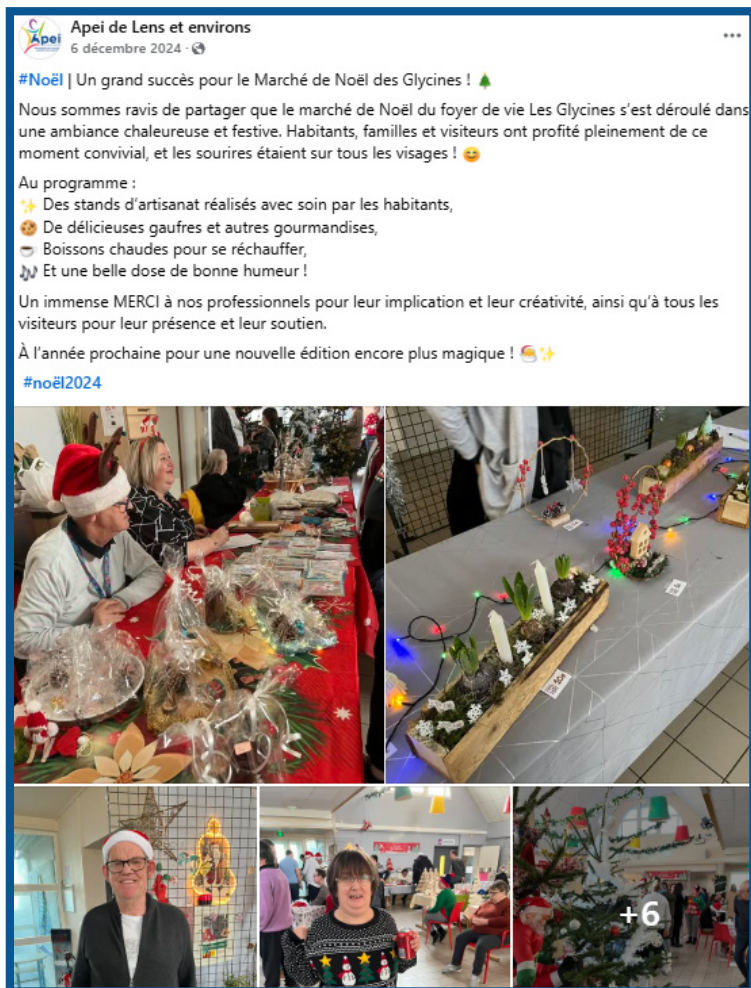 Apei
Apei de Lens et environs
6 décembre 2024 ·
#Noël | Un grand succès pour le Marché de Noël des Glycines ! 🌲
Nous sommes ravis de partager que le marché de Noël du foyer de vie Les Glycines s’est déroulé dans
une ambiance chaleureuse et festive. Habitants, familles et visiteurs ont profité pleinement de ce
moment convivial, et les sourires étaient sur tous les visages ! 😊
Au programme :
✨ Des stands d’artisanat réalisés avec soin par les habitants,
🍪 De délicieuses gaufres et autres gourmandises,
☕ Boissons chaudes pour se réchauffer,
🎶 Et une belle dose de bonne humeur !
Un immense MERCI à nos professionnels pour leur implication et leur créativité, ainsi qu’à tous les
visiteurs pour leur présence et leur soutien.
À l’année prochaine pour une nouvelle édition encore plus magique ! 🎅✨
#noël2024
+6